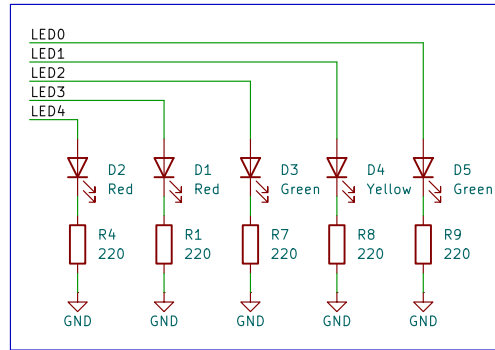 LED0
LED1
LED2
LED3
LED4
D2 D1 D3 D4 D5
Red Red Green Yellow Green
R4 R1 R7 R8 R9
220 220 220 220 220
GND GND GND GND GND